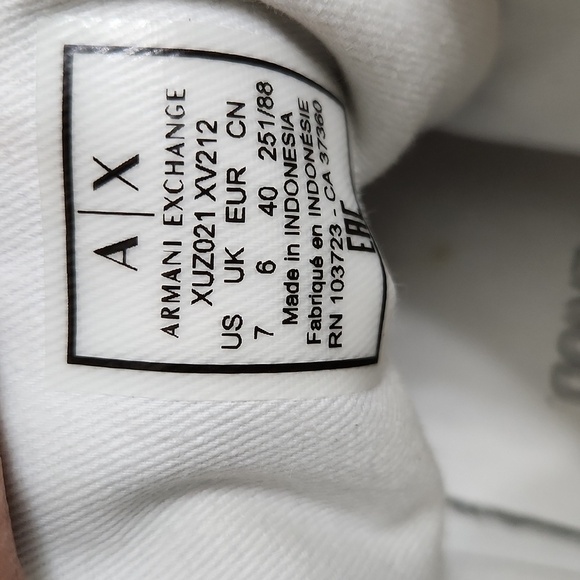 A|X
ARMANI EXCHANGE
XUZ021 XV212
US UK EUR CN
7 6 40 251/88
Made in INDONESIA
Fabriqué en INDONÉSIE
RN 103723 - CA 37360
EAC